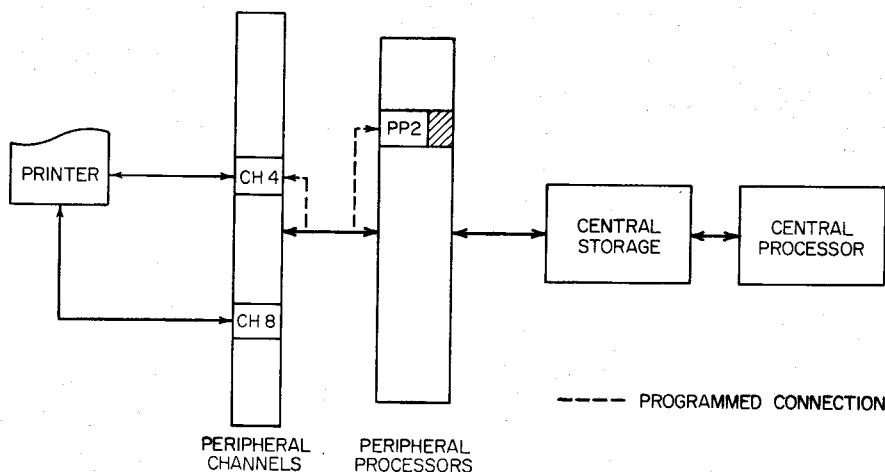 PP2
PRINTER
CH 4
CENTRAL
STORAGE
CENTRAL
PROCESSOR
CH 8
PROGRAMMED CONNECTION
PERIPHERAL
CHANNELS
PERIPHERAL
PROCESSORS